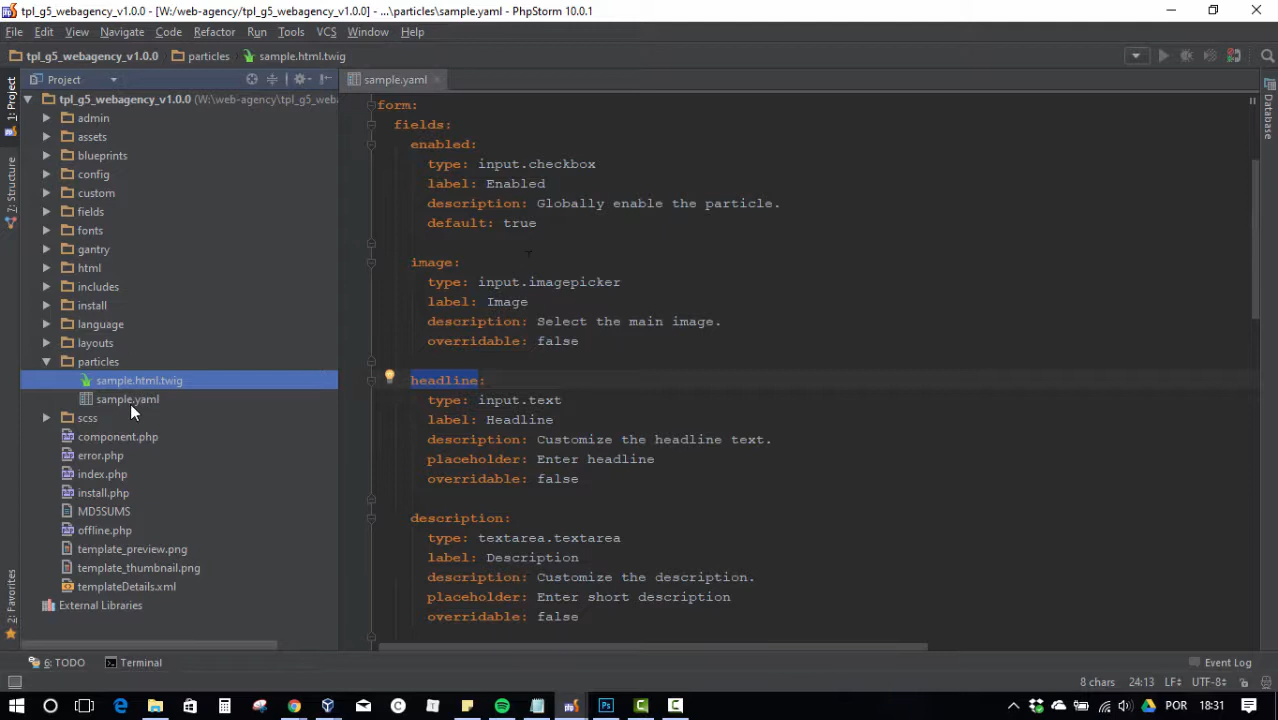 tpl_g5_webagency_v1.0.0 - [W:/web-agency/tpl_g5_webagency_v1.0.0] - ...\particles\sample.yaml - PhpStorm 10.0.1
File Edit View Navigate Code Refactor Run Tools VCS Window Help
tpl_g5_webagency_v1.0.0 particles sample.html.twig
1: Project
7: Structure
2: Favorites
Project
tpl_g5_webagency_v1.0.0 (W:\web-agency\tpl_g5_web
admin
assets
blueprints
config
custom
fields
fonts
gantry
html
includes
install
language
layouts
particles
sample.html.twig
sample.yaml
scss
component.php
error.php
index.php
install.php
MD5SUMS
offline.php
template_preview.png
template_thumbnail.png
templateDetails.xml
External Libraries
sample.yaml
form:
fields:
enabled:
type: input.checkbox
label: Enabled
description: Globally enable the particle.
default: true
image:
type: input.imagepicker
label: Image
description: Select the main image.
overridable: false
headline:
type: input.text
label: Headline
description: Customize the headline text.
placeholder: Enter headline
overridable: false
description:
type: textarea.textarea
label: Description
description: Customize the description.
placeholder: Enter short description
overridable: false
Database
6: TODO Terminal Event Log
8 chars 24:13 LF UTF-8
POR 18:31